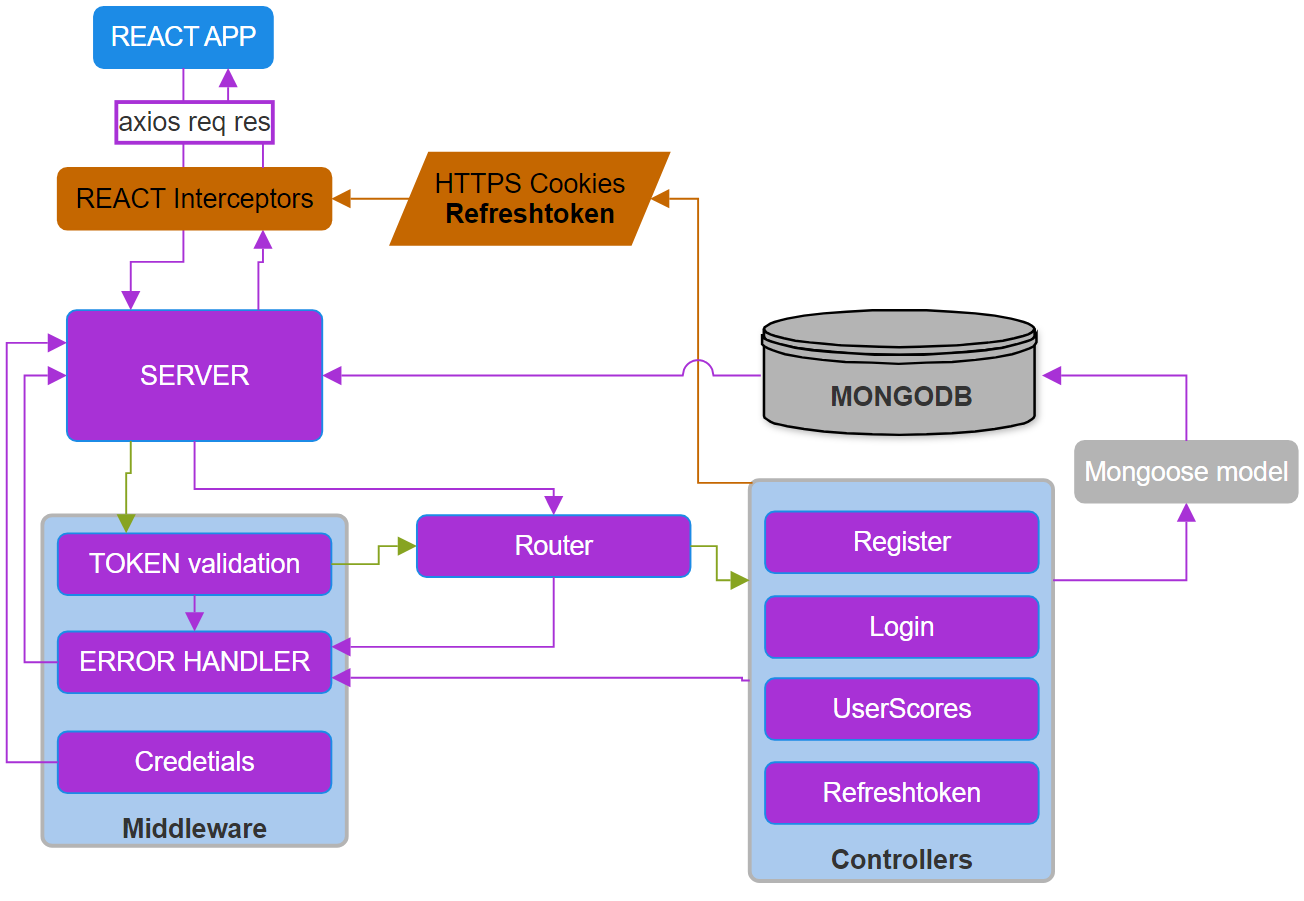 REACT APP
axios req res
REACT Interceptors
HTTPS Cookies
Refreshtoken
SERVER
MONGODB
Mongoose model
TOKEN validation
ERROR HANDLER
Credetials
Middleware
Router
Register
Login
UserScores
Refreshtoken
Controllers